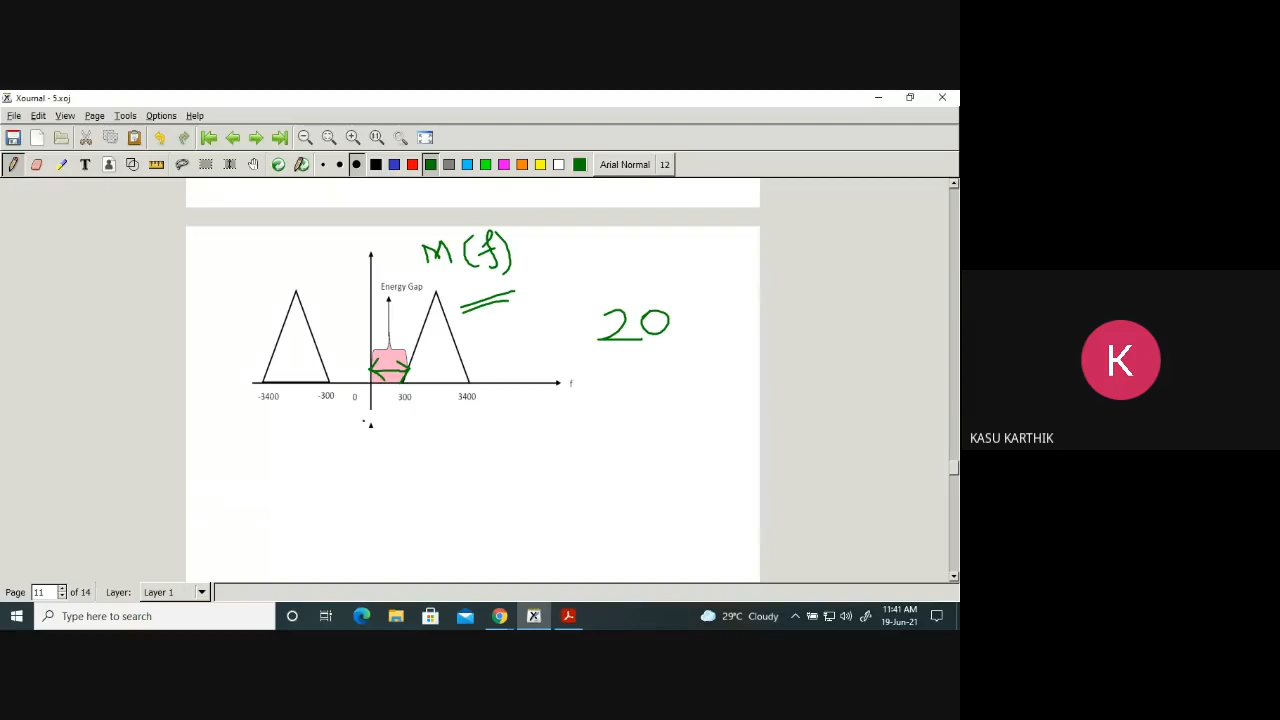 Xournal - 5.xoj
File Edit View Page Tools Options Help
Arial Normal 12
M(f)
Energy Gap
20
-3400 -300 0 300 3400 f
KASU KARTHIK
K
Page 11 of 14 Layer: Layer 1
Type here to search
29°C Cloudy
11:41 AM
19-Jun-21